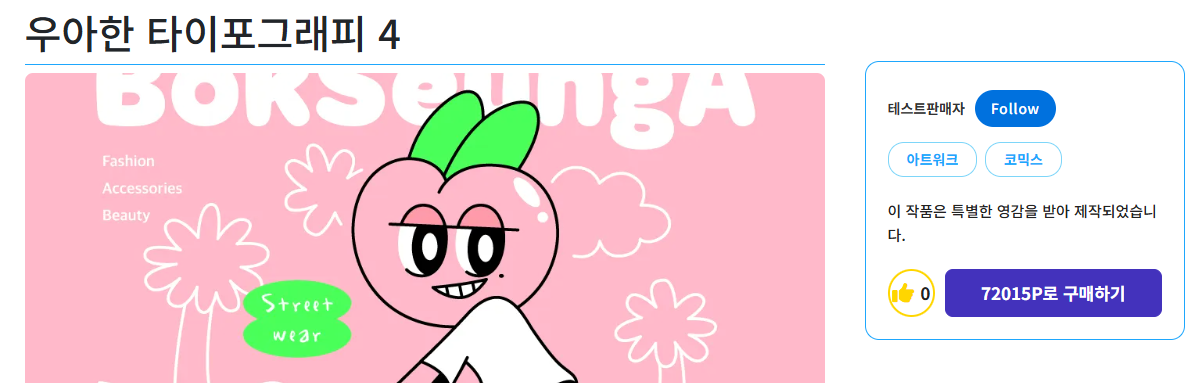 우아한 타이포그래피 4
BokSeungA
Fashion
Accessories
Beauty
Street
wear
테스트판매자 Follow
아트워크 코믹스
이 작품은 특별한 영감을 받아 제작되었습니
다.
0 72015P로 구매하기